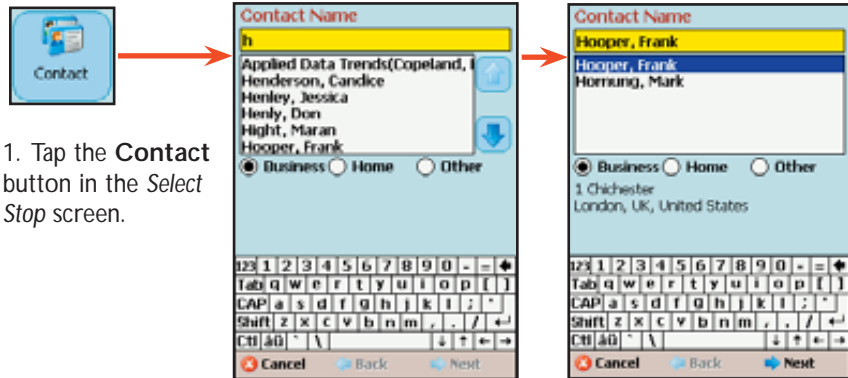 Contact
1. Tap the Contact
button in the Select
Stop screen.
Contact Name
h
Applied Data Trends(Copeland,
Henderson, Candice
Henley, Jessica
Henly, Don
Hight, Maran
Hooper, Frank
Business Home Other
123 1 2 3 4 5 6 7 8 9 0 - =
Tab q w e r t y u i o p [ ]
CAP a s d f g h j k l ; '
Shift z x c v b n m , . /
Ctl áü ` \
Cancel Back Next
Contact Name
Hooper, Frank
Hooper, Frank
Hornung, Mark
Business Home Other
1 Chichester
London, UK, United States
123 1 2 3 4 5 6 7 8 9 0 - =
Tab q w e r t y u i o p [ ]
CAP a s d f g h j k l ; '
Shift z x c v b n m , . /
Ctl áü ` \
Cancel Back Next